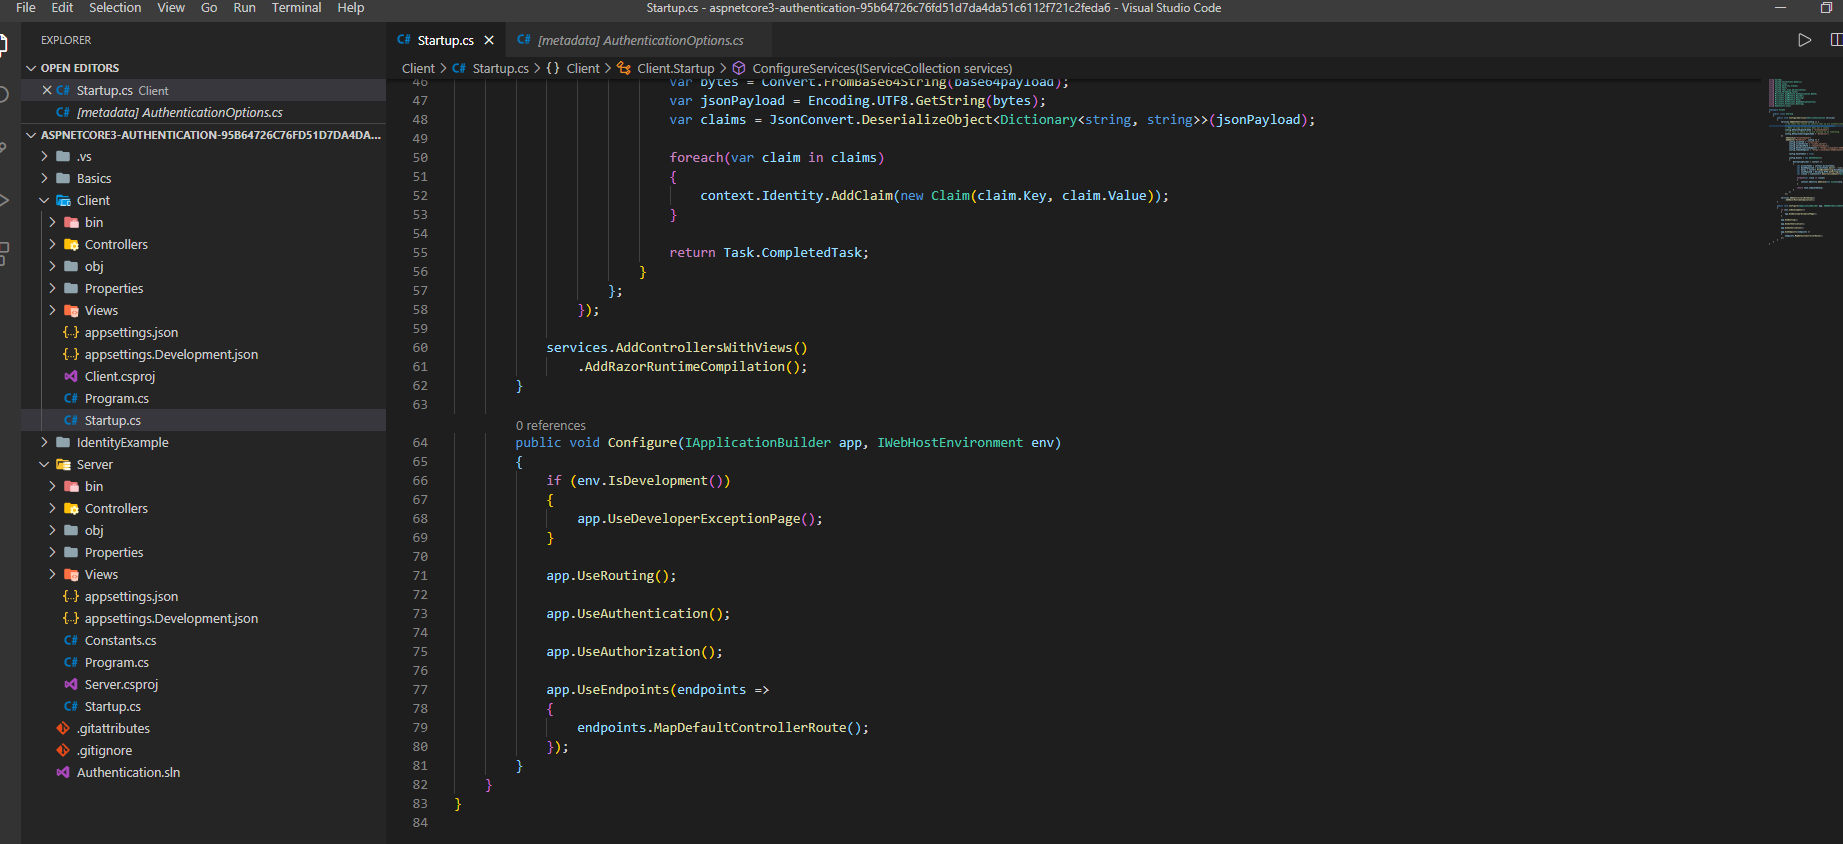 File Edit Selection View Go Run Terminal Help
Startup.cs - aspnetcore3-authentication-95b64726c76fd51d7da4da51c6112f721c2feda6 - Visual Studio Code
EXPLORER
OPEN EDITORS
Startup.cs Client
[metadata] AuthenticationOptions.cs
ASPNETCORE3-AUTHENTICATION-95B64726C76FD51D7DA4DA...
.vs
Basics
Client
bin
Controllers
obj
Properties
Views
appsettings.json
appsettings.Development.json
Client.csproj
Program.cs
Startup.cs
IdentityExample
Server
bin
Controllers
obj
Properties
Views
appsettings.json
appsettings.Development.json
Constants.cs
Program.cs
Server.csproj
Startup.cs
.gitattributes
.gitignore
Authentication.sln
Startup.cs [metadata] AuthenticationOptions.cs
Client > Startup.cs > {} Client > Client.Startup > ConfigureServices(IServiceCollection services)
46 var bytes = Convert.FromBase64String(base64payload);
47 var jsonPayload = Encoding.UTF8.GetString(bytes);
48 var claims = JsonConvert.DeserializeObject<Dictionary<string, string>>(jsonPayload);
49
50 foreach(var claim in claims)
51 {
52 context.Identity.AddClaim(new Claim(claim.Key, claim.Value));
53 }
54
55 return Task.CompletedTask;
56 }
57 };
58 });
59
60 services.AddControllersWithViews()
61 .AddRazorRuntimeCompilation();
62 }
63
0 references
64 public void Configure(IApplicationBuilder app, IWebHostEnvironment env)
65 {
66 if (env.IsDevelopment())
67 {
68 app.UseDeveloperExceptionPage();
69 }
70
71 app.UseRouting();
72
73 app.UseAuthentication();
74
75 app.UseAuthorization();
76
77 app.UseEndpoints(endpoints =>
78 {
79 endpoints.MapDefaultControllerRoute();
80 });
81 }
82 }
83 }
84